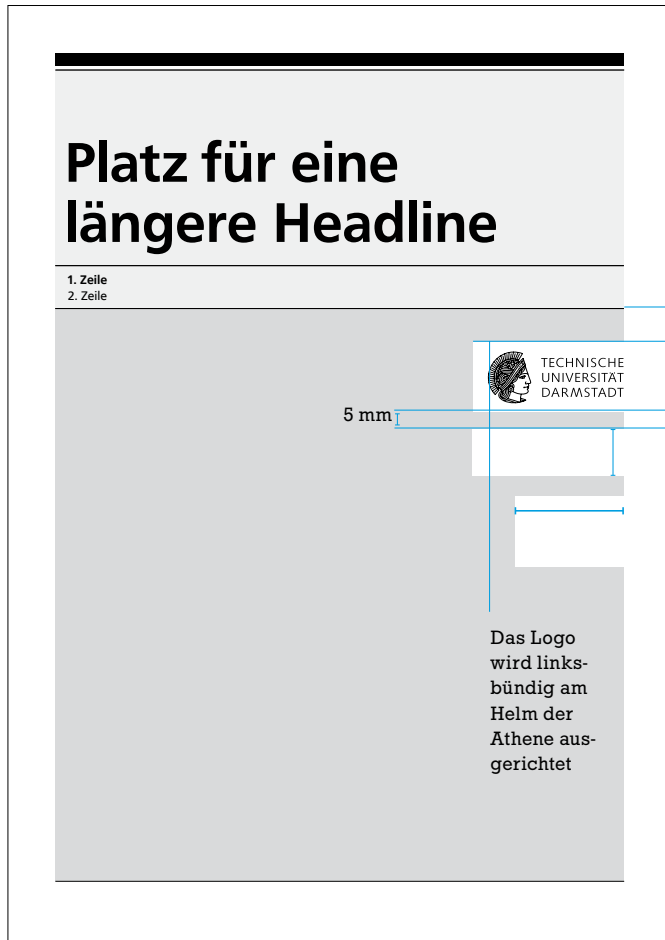 Platz für eine
längere Headline
1. Zeile
2. Zeile
TECHNISCHE
UNIVERSITÄT
DARMSTADT
5 mm
Das Logo
wird links-
bündig am
Helm der
Athene aus-
gerichtet